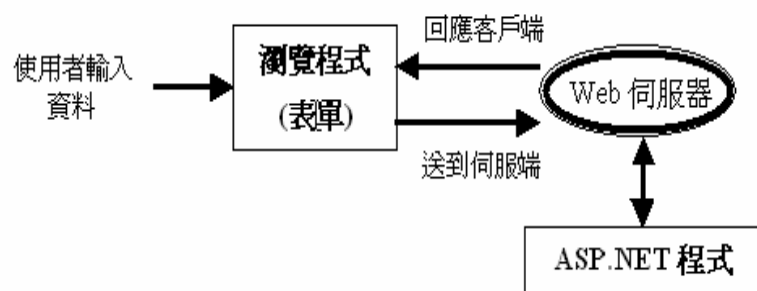 使用者輸入
資料
瀏覽程式
(表單)
回應客戶端
送到伺服端
Web 伺服器
ASP.NET 程式